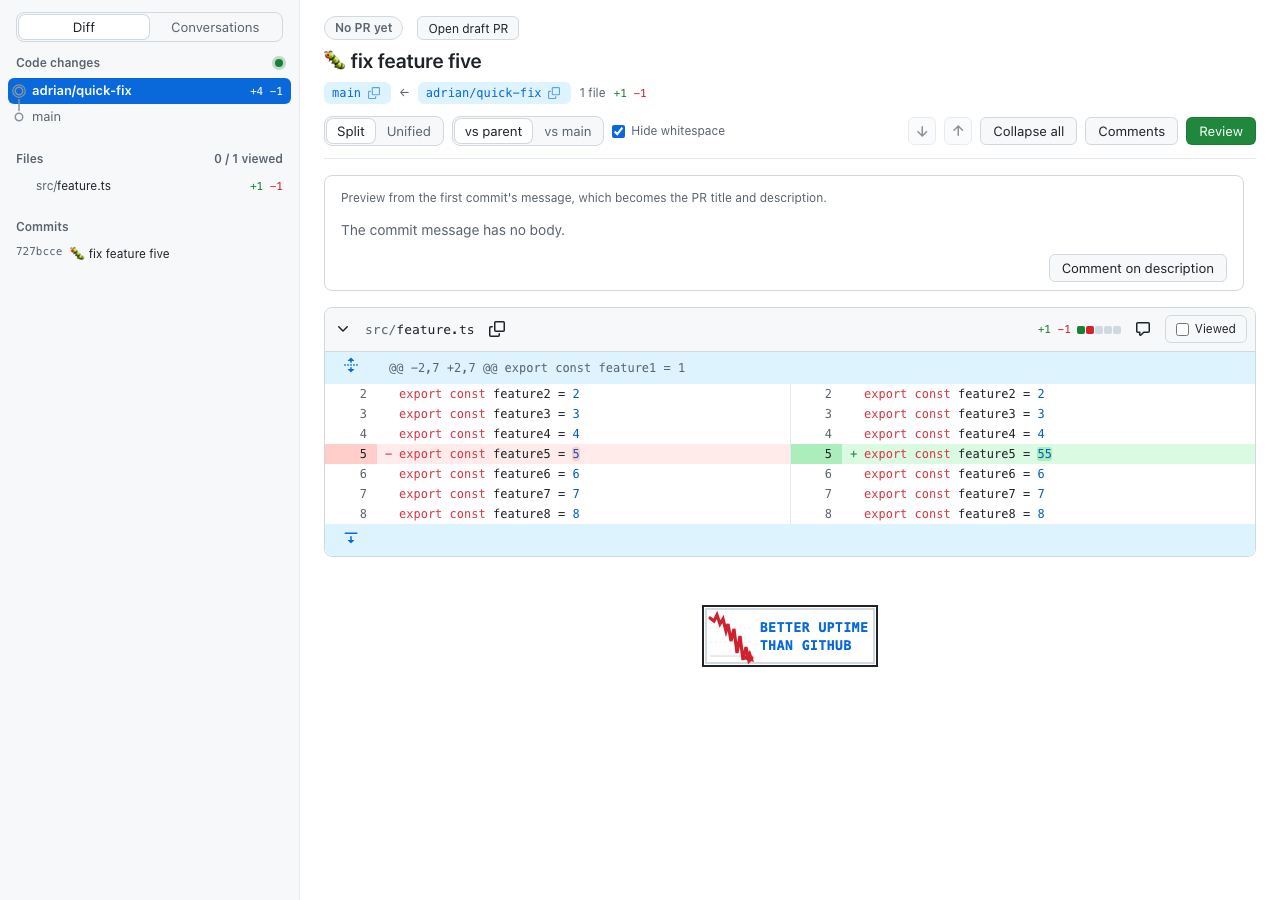 Diff
Conversations
Code changes
adrian/quick-fix +4 −1
main
Files 0 / 1 viewed
src/feature.ts +1 −1
Commits
727bcce 🐛 fix feature five
No PR yet
Open draft PR
🐛 fix feature five
main ← adrian/quick-fix 1 file +1 −1
Split Unified vs parent vs main Hide whitespace
Collapse all Comments Review
Preview from the first commit's message, which becomes the PR title and description.
The commit message has no body.
Comment on description
src/feature.ts +1 −1 Viewed
@@ −2,7 +2,7 @@ export const feature1 = 1
2 export const feature2 = 2 2 export const feature2 = 2
3 export const feature3 = 3 3 export const feature3 = 3
4 export const feature4 = 4 4 export const feature4 = 4
5 − export const feature5 = 5 5 + export const feature5 = 55
6 export const feature6 = 6 6 export const feature6 = 6
7 export const feature7 = 7 7 export const feature7 = 7
8 export const feature8 = 8 8 export const feature8 = 8
BETTER UPTIME
THAN GITHUB